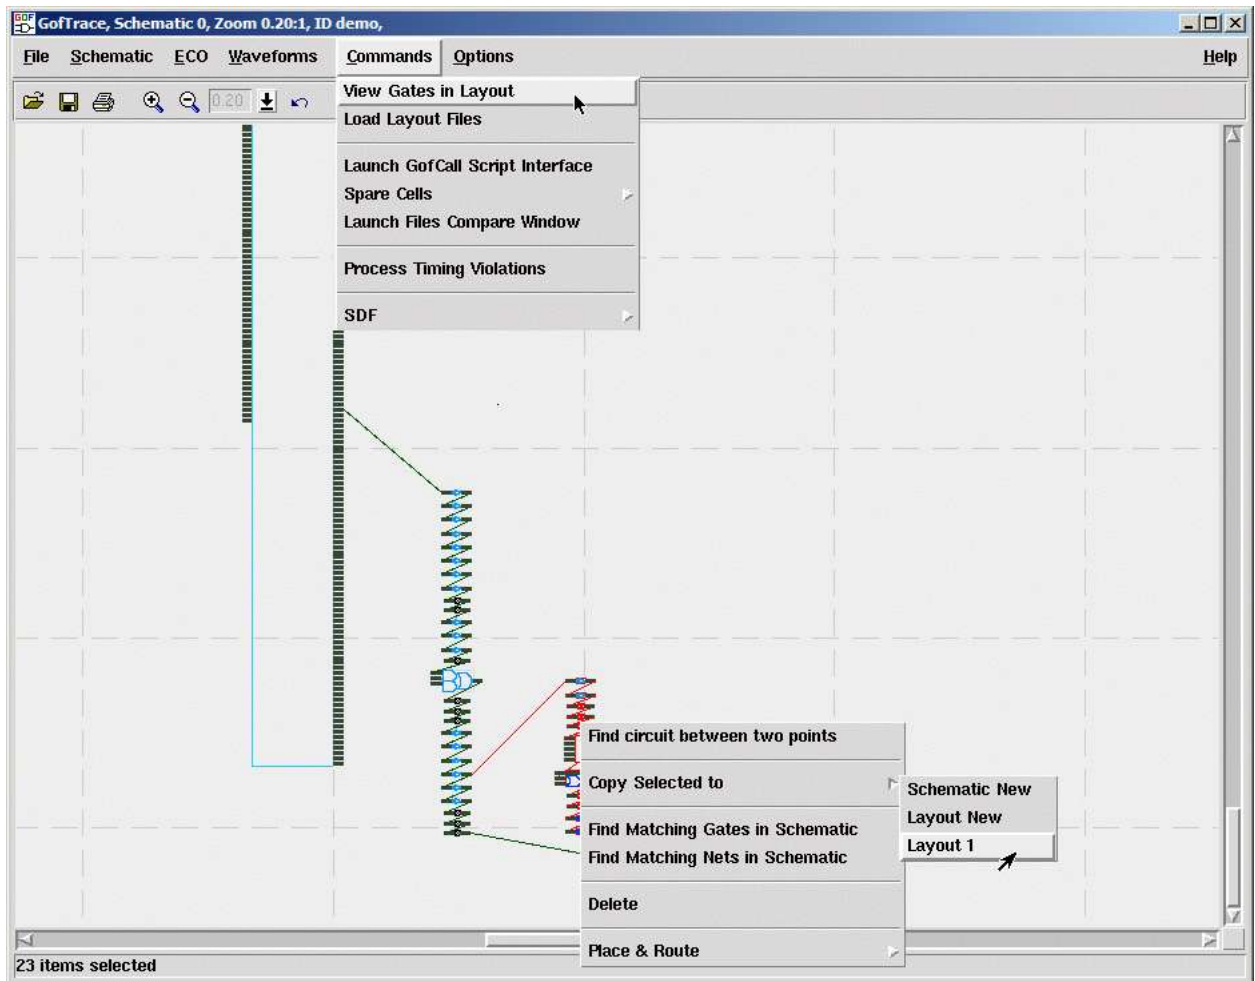 GOF GofTrace, Schematic 0, Zoom 0.20:1, ID demo,
File Schematic ECO Waveforms Commands Options Help
0.20
View Gates in Layout
Load Layout Files
Launch GofCall Script Interface
Spare Cells
Launch Files Compare Window
Process Timing Violations
SDF
Find circuit between two points
Copy Selected to
Schematic New
Layout New
Layout 1
Find Matching Gates in Schematic
Find Matching Nets in Schematic
Delete
Place & Route
23 items selected